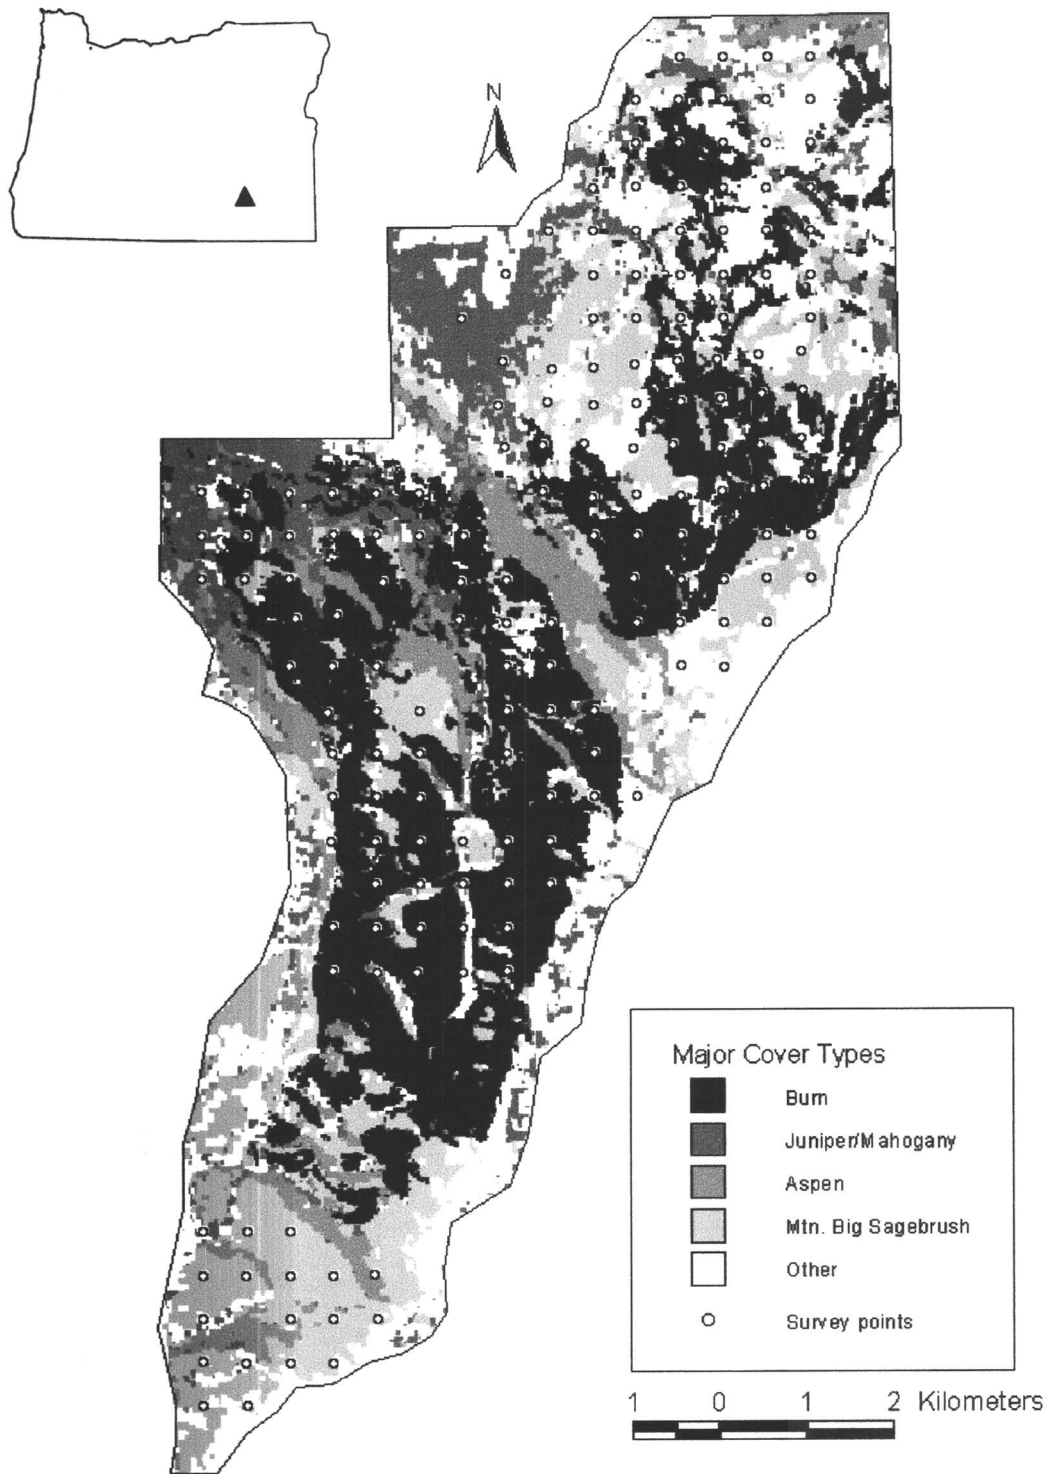 N
Major Cover Types
Burn
Juniper/Mahogany
Aspen
Mtn. Big Sagebrush
Other
Survey points
1 0 1 2 Kilometers